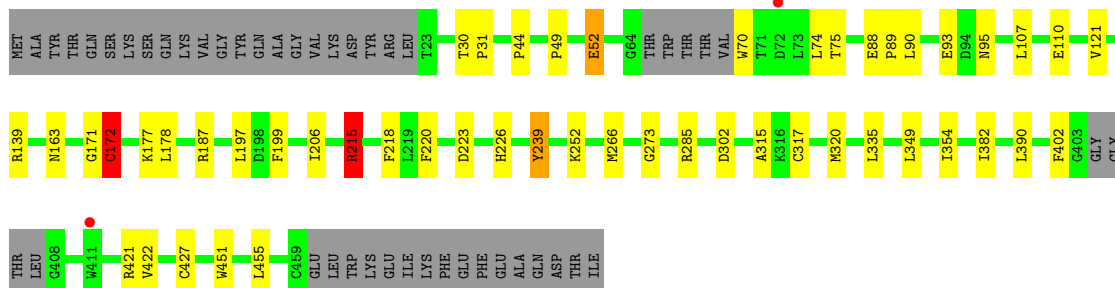 MET ALA TYR THR GLN SER LYS SER GLN LYS VAL GLY TYR GLN ALA GLY VAL LYS ASP TYR ARG LEU T23 T30 P31 P44 P49 E52 G64 THR TRP THR THR VAL W70 T71 D72 L73 L74 T75 E88 P89 L90 E93 D94 N95 L107 E110 V121
R139 N163 G171 C172 K177 L178 R187 L197 D198 F199 I206 R215 F218 L219 F220 D223 H226 Y239 K252 M266 G273 R285 D302 A315 K316 C317 M320 L335 L349 I354 I382 L390 F402 G403 GLY GLY
THR LEU G408 W411 R421 V422 C427 W451 L455 C459 GLU LEU TRP LYS GLU ILE LYS PHE GLU PHE GLU ALA GLN ASP THR ILE